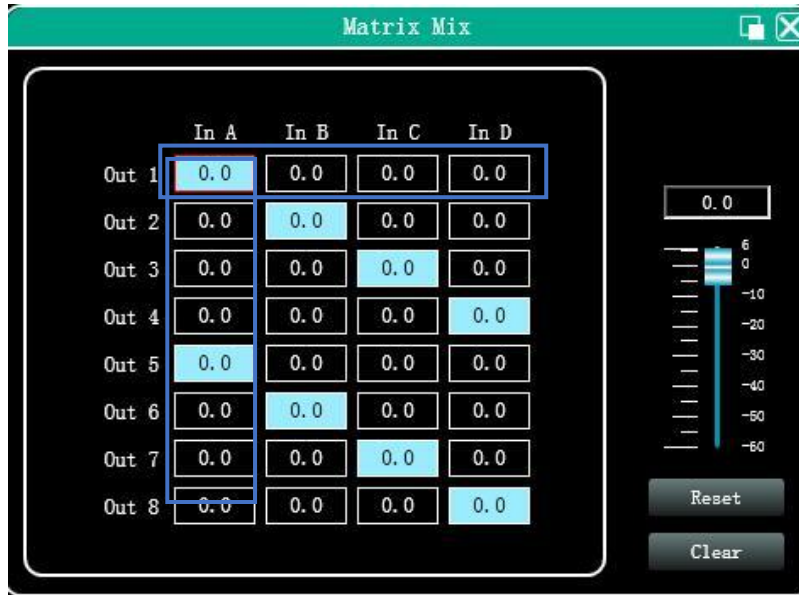 Matrix Mix
In A In B In C In D
Out 1 0.0 0.0 0.0 0.0
Out 2 0.0 0.0 0.0 0.0
Out 3 0.0 0.0 0.0 0.0
Out 4 0.0 0.0 0.0 0.0
Out 5 0.0 0.0 0.0 0.0
Out 6 0.0 0.0 0.0 0.0
Out 7 0.0 0.0 0.0 0.0
Out 8 0.0 0.0 0.0 0.0
0.0
6
0
-10
-20
-30
-40
-50
-60
Reset
Clear